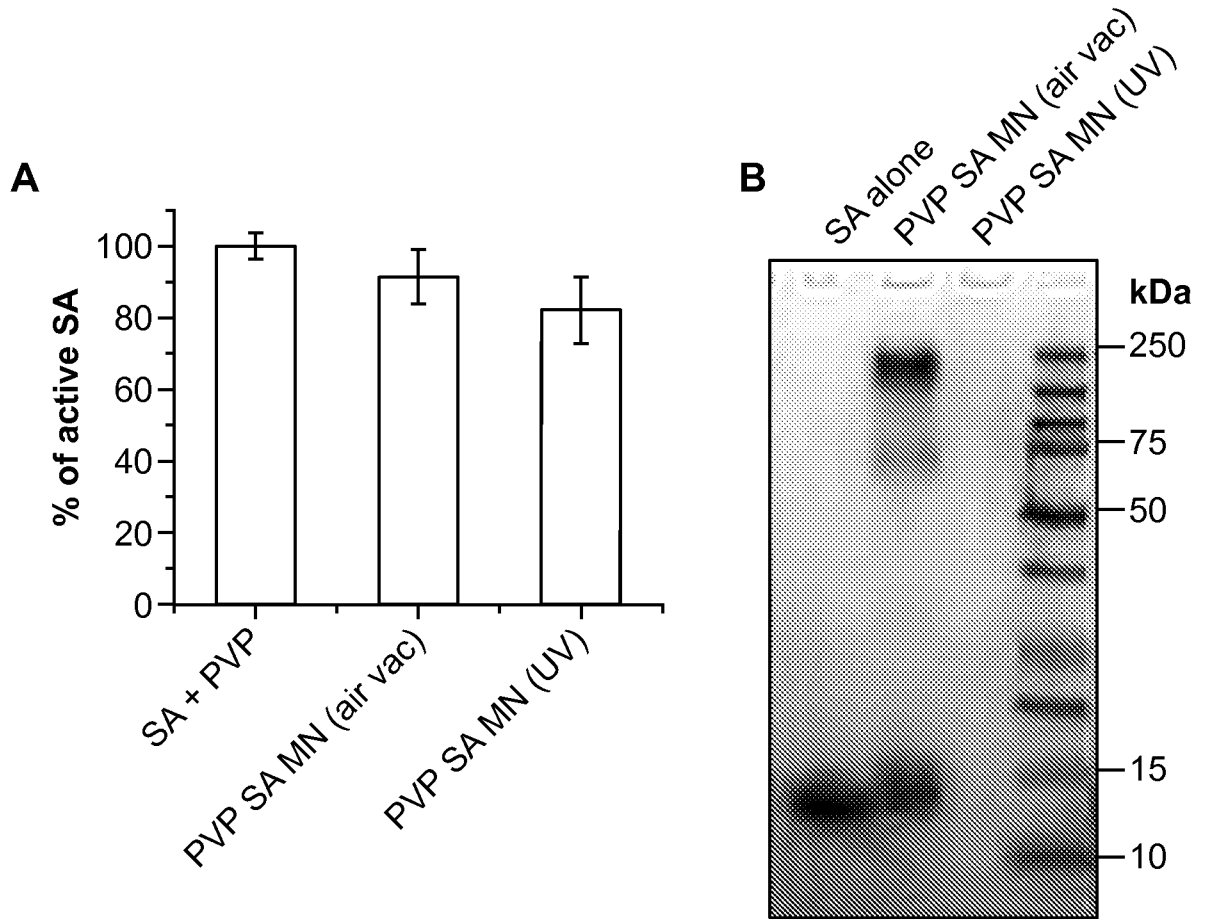 A
% of active SA
100
80
60
40
20
0
SA + PVP
PVP SA MN (air vac)
PVP SA MN (UV)
B
SA alone
PVP SA MN (air vac)
PVP SA MN (UV)
kDa
250
75
50
15
10